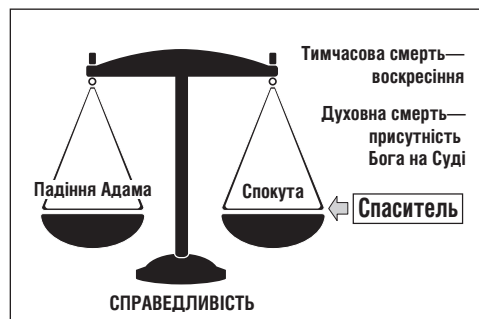 Тимчасова смерть—
воскресіння
Духовна смерть—
присутність
Бога на Суді
Падіння Адама
Спокута
Спаситель
СПРАВЕДЛИВІСТЬ